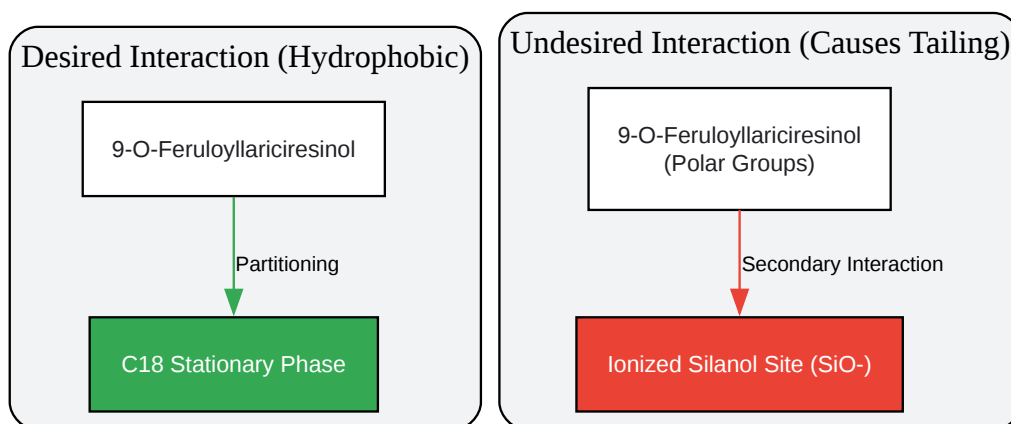 Desired Interaction (Hydrophobic)
9-O-Feruloyllariciresinol
Partitioning
C18 Stationary Phase
Undesired Interaction (Causes Tailing)
9-O-Feruloyllariciresinol
(Polar Groups)
Secondary Interaction
Ionized Silanol Site (SiO-)